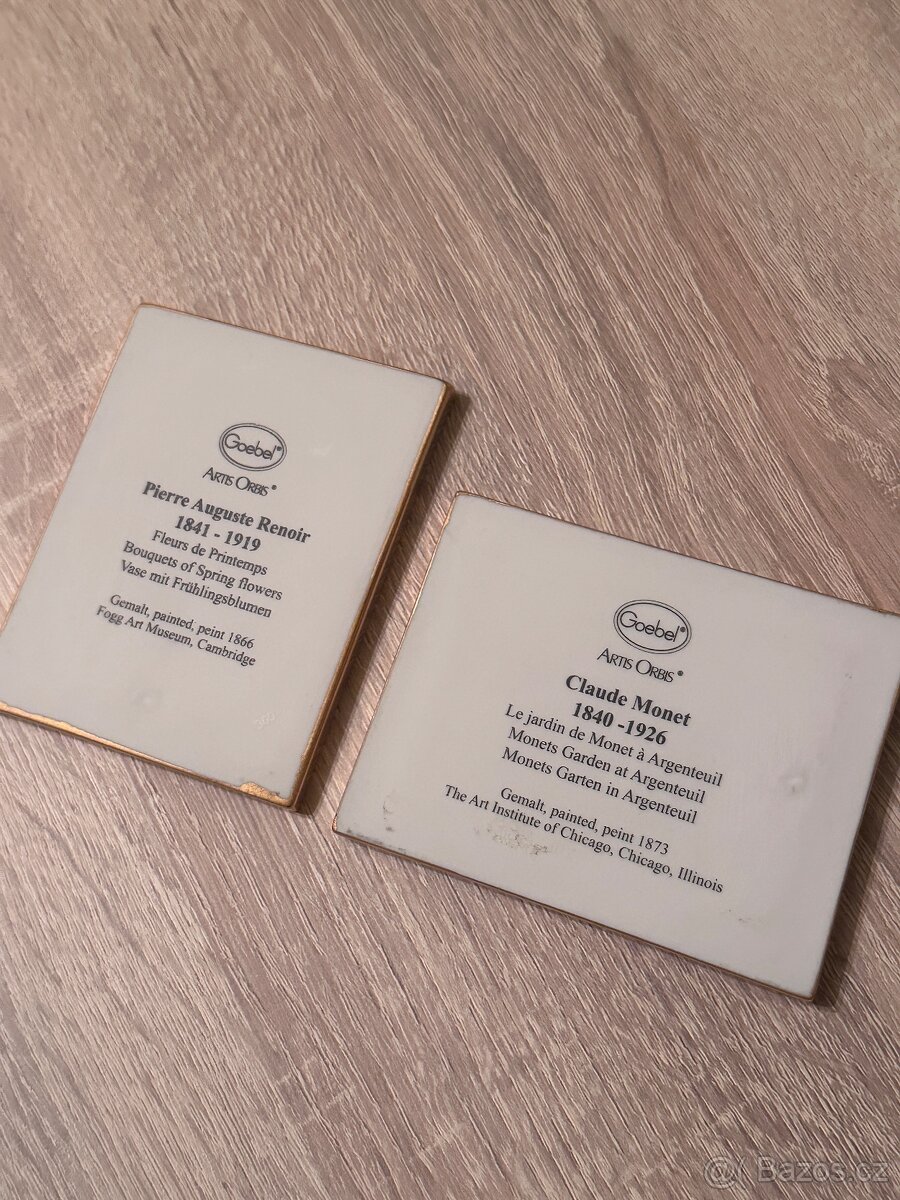 Goebel®
ARTIS ORBIS®
Pierre Auguste Renoir
1841 - 1919
Fleurs de Printemps
Bouquets of Spring flowers
Vase mit Frühlingsblumen
Gemalt, painted, peint 1866
Fogg Art Museum, Cambridge
Goebel®
ARTIS ORBIS®
Claude Monet
1840 -1926
Le jardin de Monet à Argenteuil
Monets Garden at Argenteuil
Monets Garten in Argenteuil
Gemalt, painted, peint 1873
The Art Institute of Chicago, Chicago, Illinois
Bazos.cz